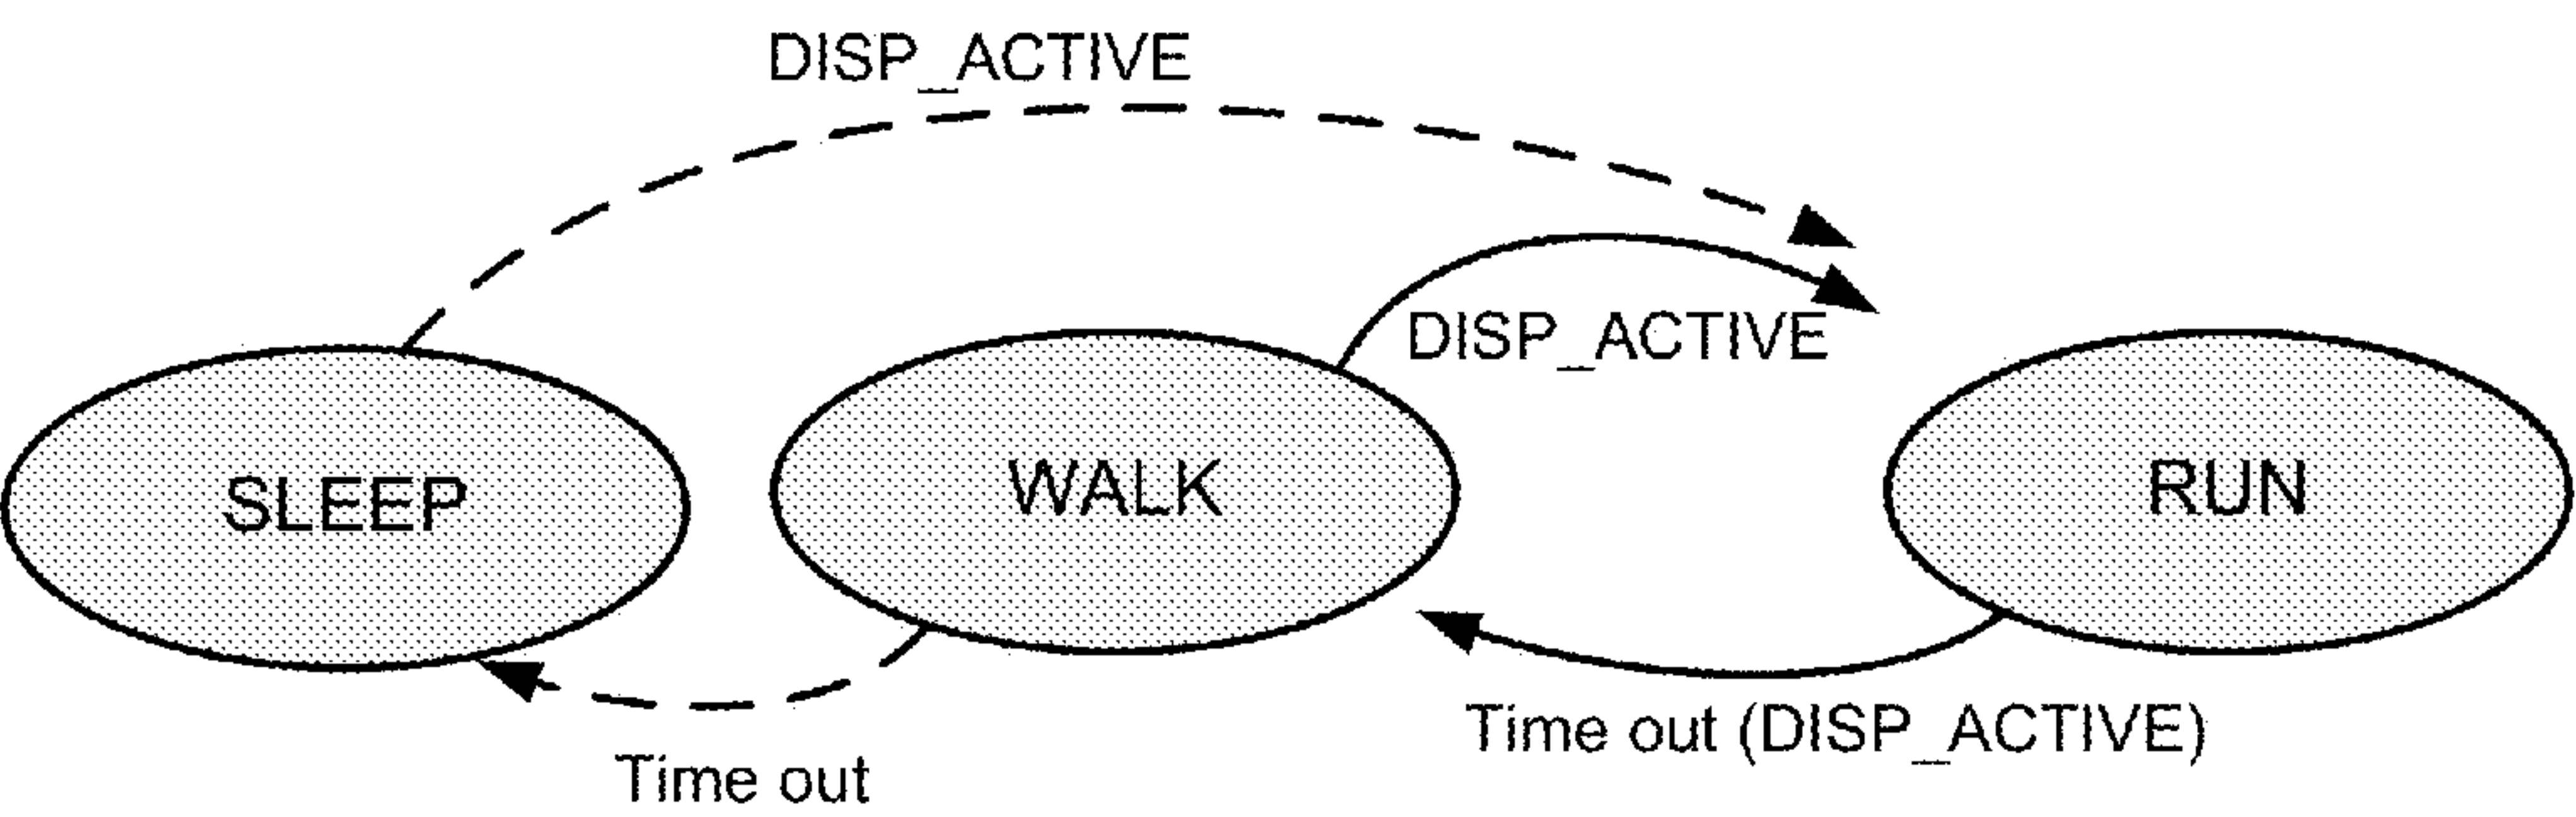 DISP_ACTIVE
DISP_ACTIVE
SLEEP
WALK
RUN
Time out (DISP_ACTIVE)
Time out